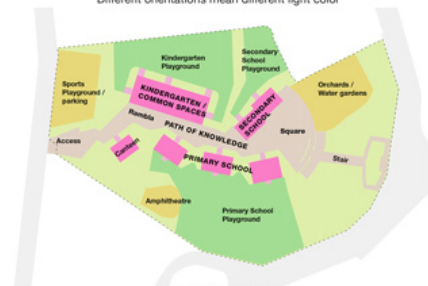 Different orientations mean different light color
Kindergarten
Playground
Secondary
School
Playground
Sports
Playground /
parking
KINDERGARTEN /
COMMON SPACES
Orchards /
Water gardens
SECONDARY
SCHOOL
Rambla
PATH OF KNOWLEDGE
Square
Access
Canteen
PRIMARY SCHOOL
Stair
Amphitheatre
Primary School
Playground